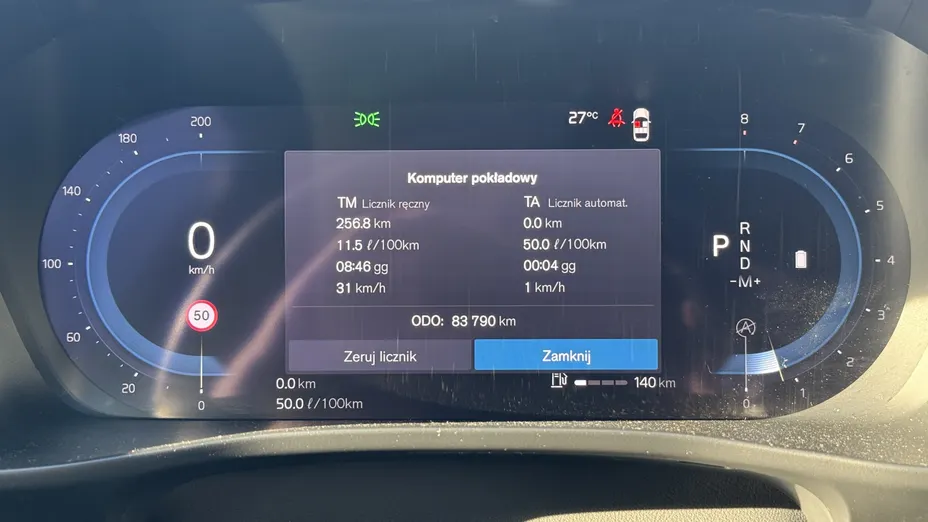 200
180
140
100
60
20
0
0
km/h
50
27°C
Komputer pokładowy
TM Licznik ręczny
256.8 km
11.5 ℓ/100km
08:46 gg
31 km/h
TA Licznik automat.
0.0 km
50.0 ℓ/100km
00:04 gg
1 km/h
ODO: 83 790 km
Zeruj licznik
Zamknij
0.0 km
50.0 ℓ/100km
140 km
8
7
6
5
4
3
2
1
0
P
R
N
D
-M+
A